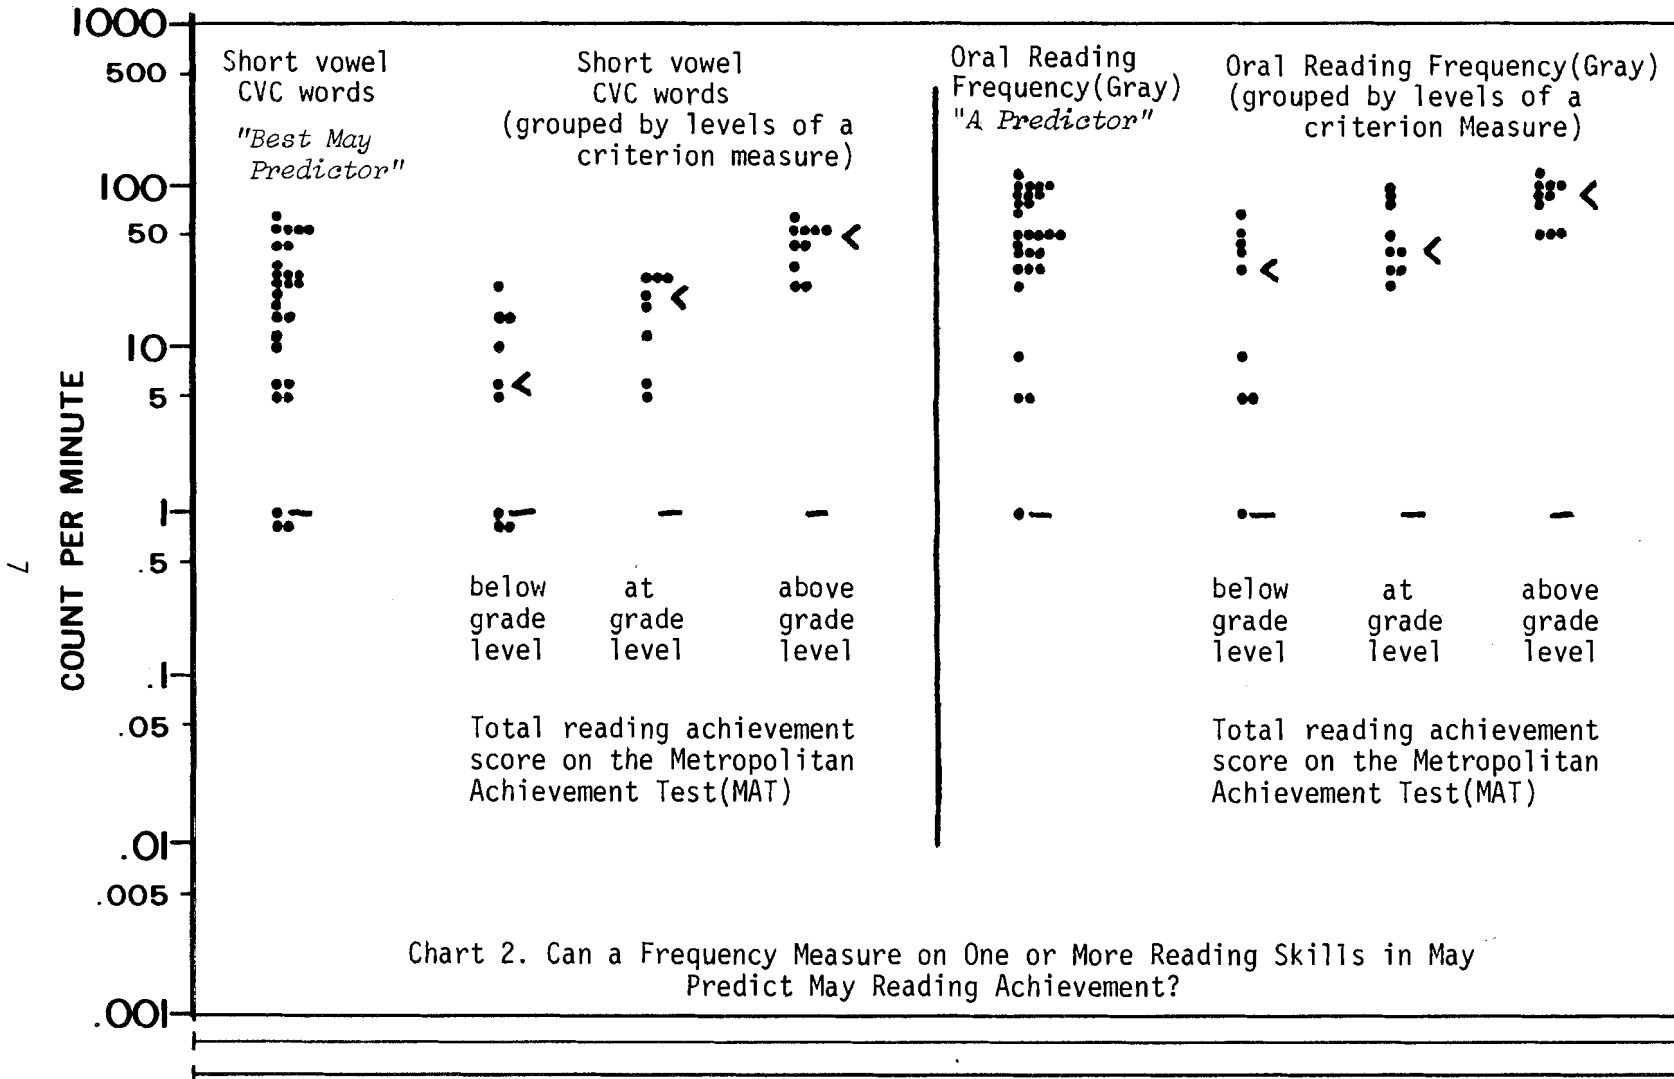 1000
500
100
50
10
5
1
.5
.1
.05
.01
.005
.001
COUNT PER MINUTE
7
Short vowel
CVC words
"Best May
Predictor"
Short vowel
CVC words
(grouped by levels of a
criterion measure)
Oral Reading
Frequency(Gray)
"A Predictor"
Oral Reading Frequency(Gray)
(grouped by levels of a
criterion Measure)
below
grade
level
at
grade
level
above
grade
level
Total reading achievement
score on the Metropolitan
Achievement Test(MAT)
below
grade
level
at
grade
level
above
grade
level
Total reading achievement
score on the Metropolitan
Achievement Test(MAT)
Chart 2. Can a Frequency Measure on One or More Reading Skills in May
Predict May Reading Achievement?